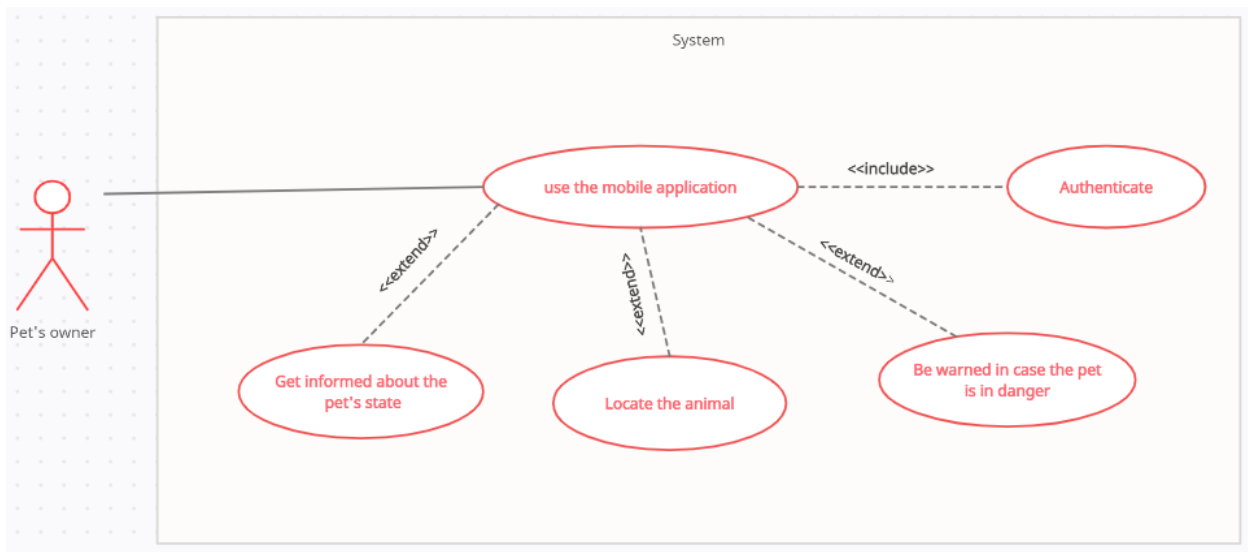 System
use the mobile application
<<include>>
Authenticate
<<extend>>
<<extend>>
<<extend>>
Pet's owner
Get informed about the
pet's state
Locate the animal
Be warned in case the pet
is in danger